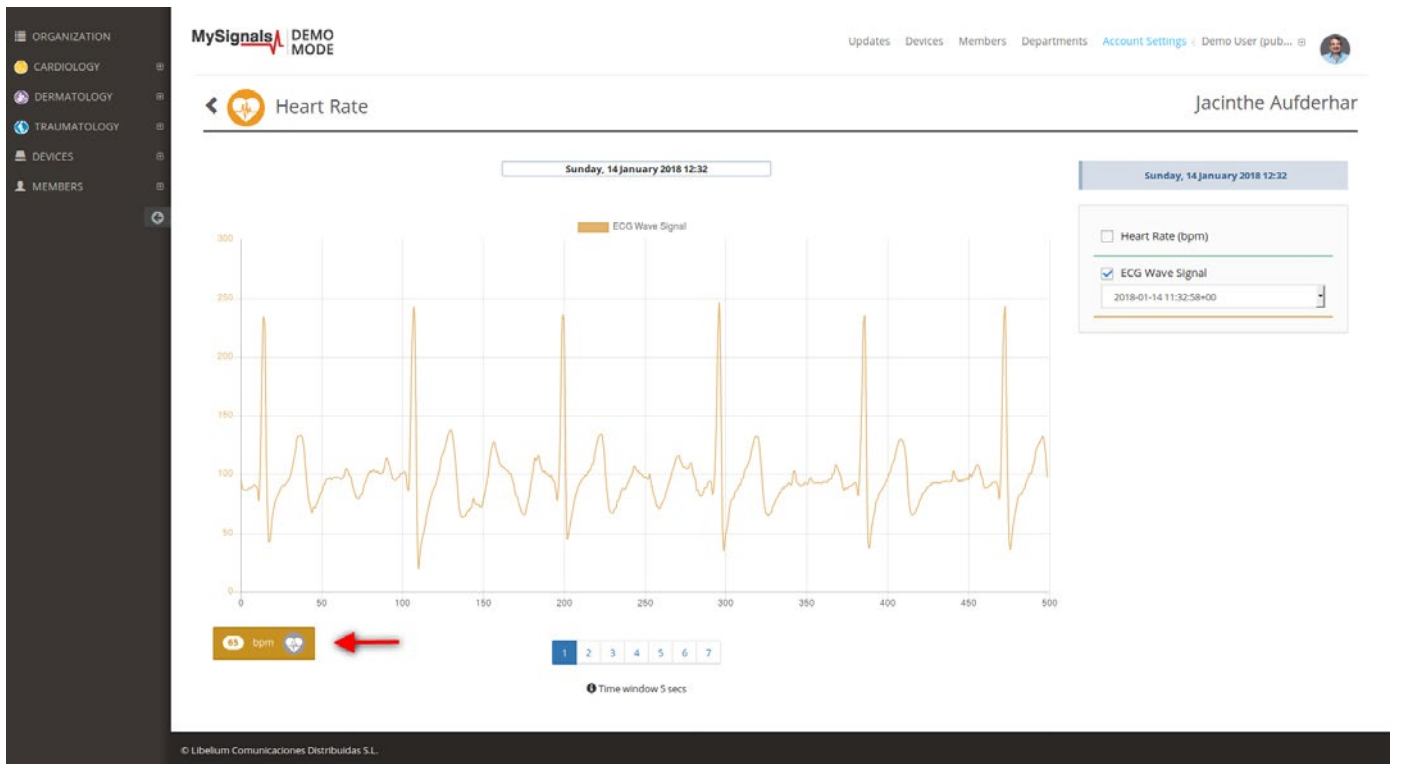 ORGANIZATION
CARDIOLOGY
DERMATOLOGY
TRAUMATOLOGY
DEVICES
MEMBERS
MySignals DEMO MODE
Updates Devices Members Departments Account Settings Demo User (pub...
Heart Rate
Jacinthe Aufderhar
Sunday, 14 January 2018 12:32
ECG Wave Signal
300
250
200
150
100
50
0
0 50 100 150 200 250 300 350 400 450 500
65 bpm
1 2 3 4 5 6 7
Time window 5 secs
Sunday, 14 January 2018 12:32
Heart Rate (bpm)
ECG Wave Signal
2018-01-14 11:32:58+00
© Libelium Comunicaciones Distribuidas S.L.